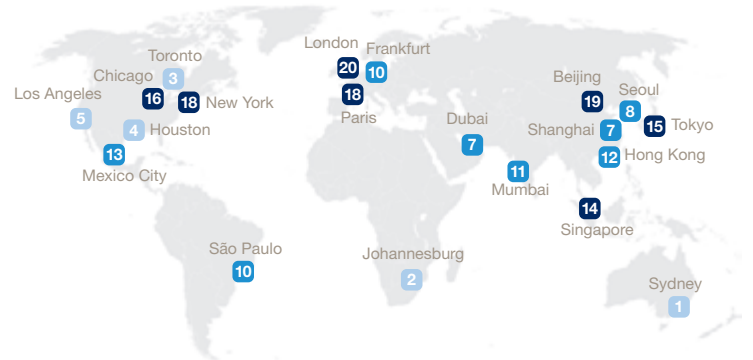 London
Frankfurt
20
10
18
Paris
Toronto
3
Chicago
16
18
New York
Los Angeles
5
4
Houston
13
Mexico City
Beijing
19
Seoul
8
Shanghai
7
15
Tokyo
12
Hong Kong
Dubai
7
11
Mumbai
14
Singapore
São Paulo
10
Johannesburg
2
Sydney
1